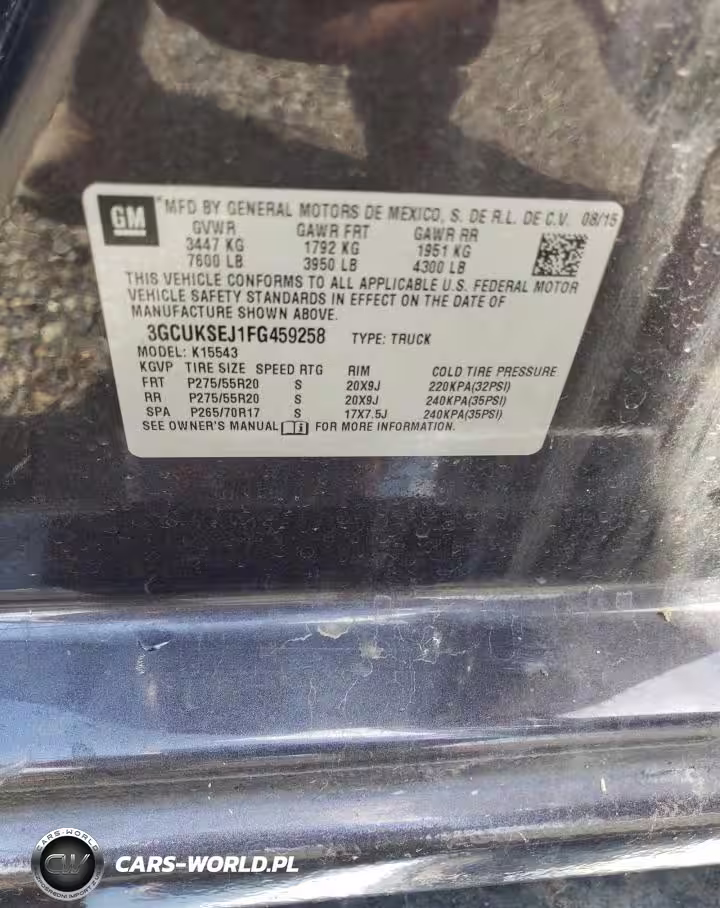 GM
MFD BY GENERAL MOTORS DE MEXICO, S. DE R.L. DE C.V. 08/15
GVWR GAWR FRT GAWR RR
3447 KG 1792 KG 1951 KG
7600 LB 3950 LB 4300 LB
THIS VEHICLE CONFORMS TO ALL APPLICABLE U.S. FEDERAL MOTOR
VEHICLE SAFETY STANDARDS IN EFFECT ON THE DATE OF
MANUFACTURE SHOWN ABOVE.
3GCUKSEJ1FG459258 TYPE: TRUCK
MODEL: K15543
KGVP TIRE SIZE SPEED RTG RIM COLD TIRE PRESSURE
FRT P275/55R20 S 20X9J 220KPA(32PSI)
RR P275/55R20 S 20X9J 240KPA(35PSI)
SPA P265/70R17 S 17X7.5J 240KPA(35PSI)
SEE OWNER'S MANUAL i FOR MORE INFORMATION.
CARS-WORLD
CW
CARS-WORLD.PL